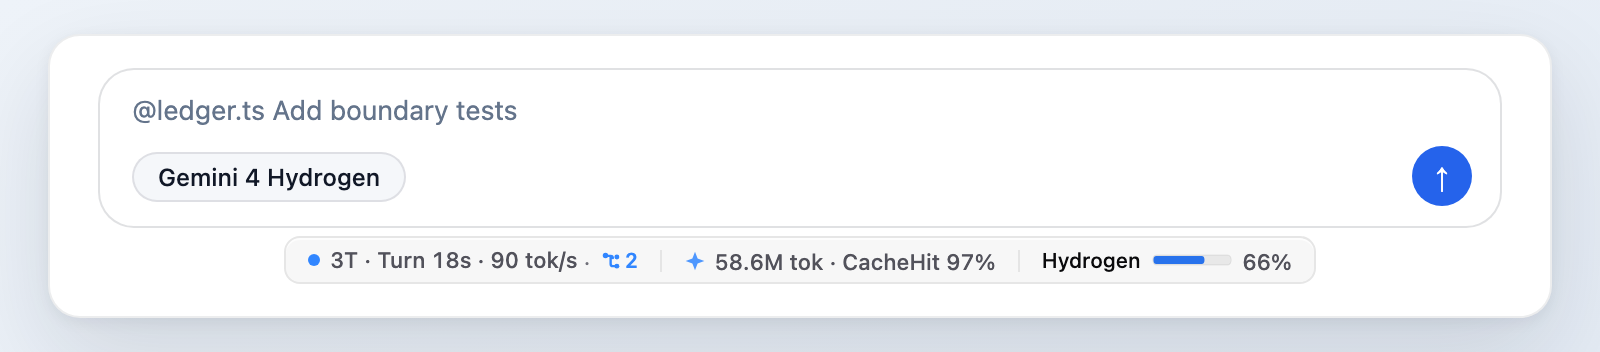 @ledger.ts Add boundary tests
Gemini 4 Hydrogen
↑
3T · Turn 18s · 90 tok/s · 2 58.6M tok · CacheHit 97% Hydrogen 66%